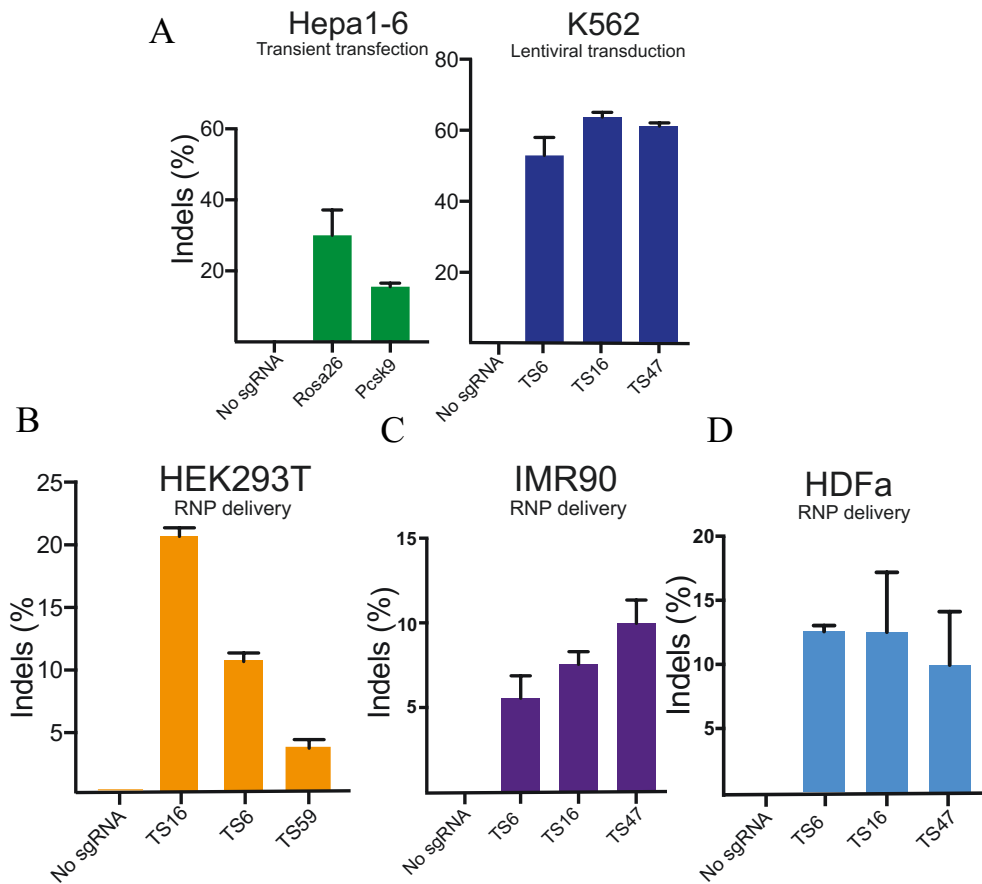 A
Hepa1-6
Transient transfection
Indels (%)
60
40
20
No sgRNA
Rosa26
Pcsk9
K562
Lentiviral transduction
80
60
40
20
No sgRNA
TS6
TS16
TS47
B
HEK293T
RNP delivery
Indels (%
25
20
15
10
5
No sgRNA
TS16
TS6
TS59
C
IMR90
RNP delivery
Indels (%)
15
10
5
No sgRNA
TS6
TS16
TS47
D
HDFa
RNP delivery
Indels (%)
20
15
10
5
No sgRNA
TS6
TS16
TS47